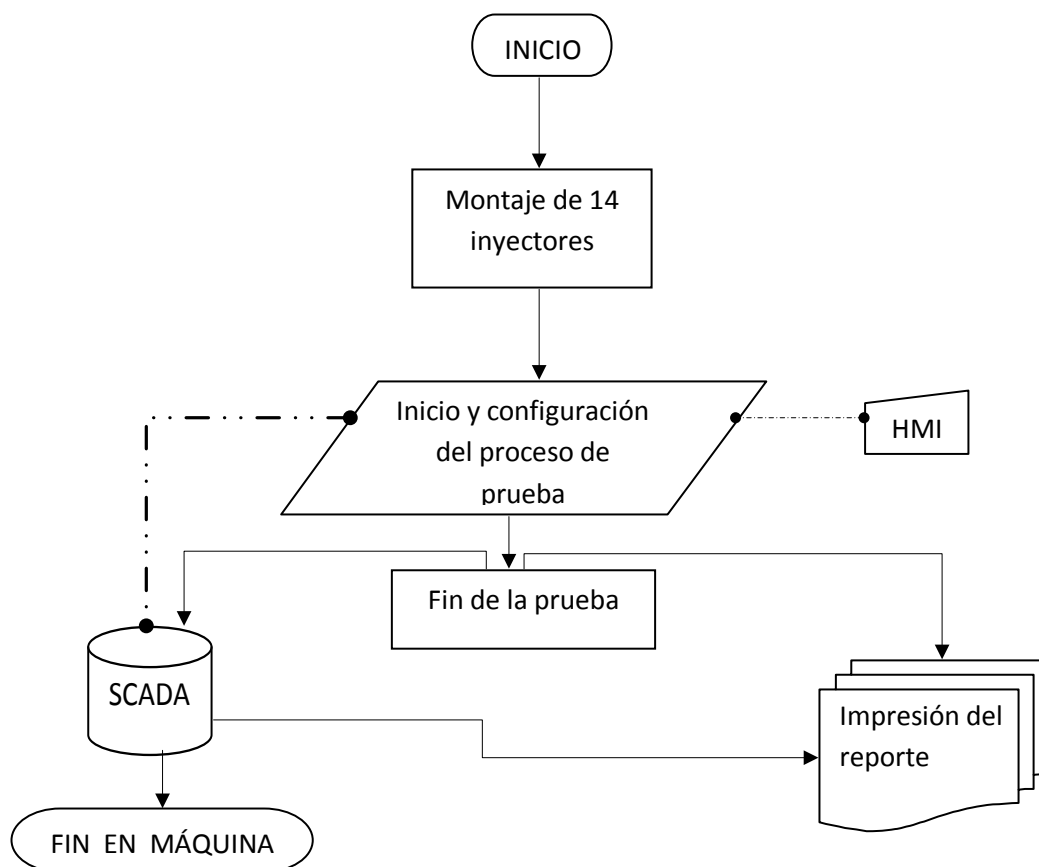 INICIO
Montaje de 14
inyectores
Inicio y configuración
del proceso de
prueba
HMI
Fin de la prueba
SCADA
Impresión del
reporte
FIN EN MÁQUINA